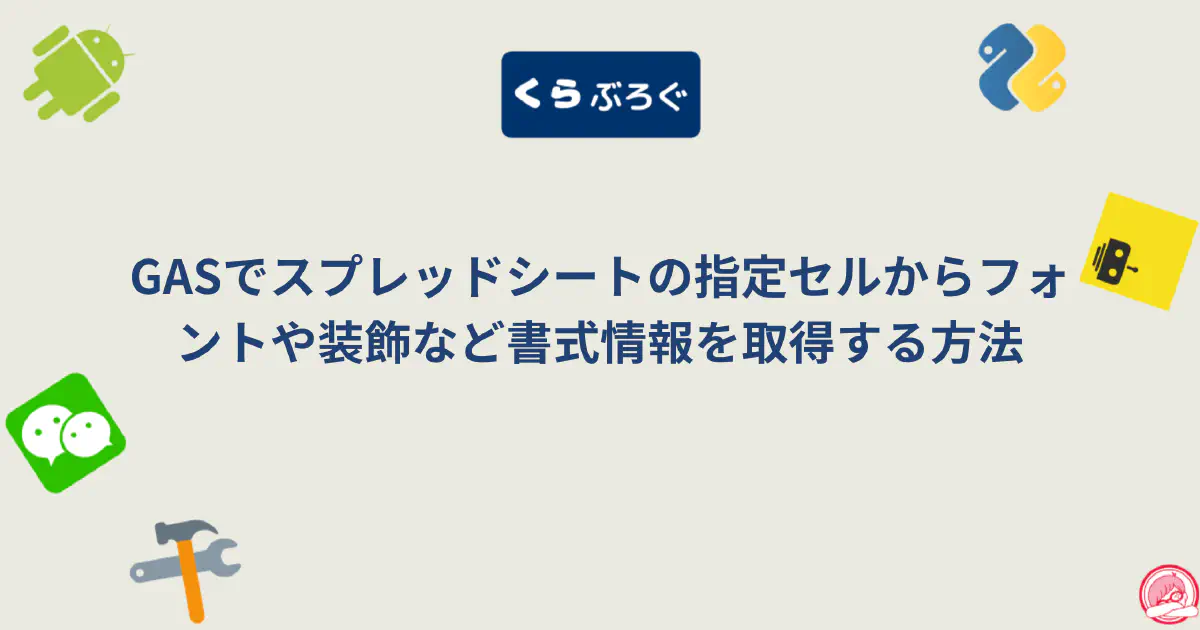 くらぶろぐ
GASでスプレッドシートの指定セルからフォ
ントや装飾など書式情報を取得する方法